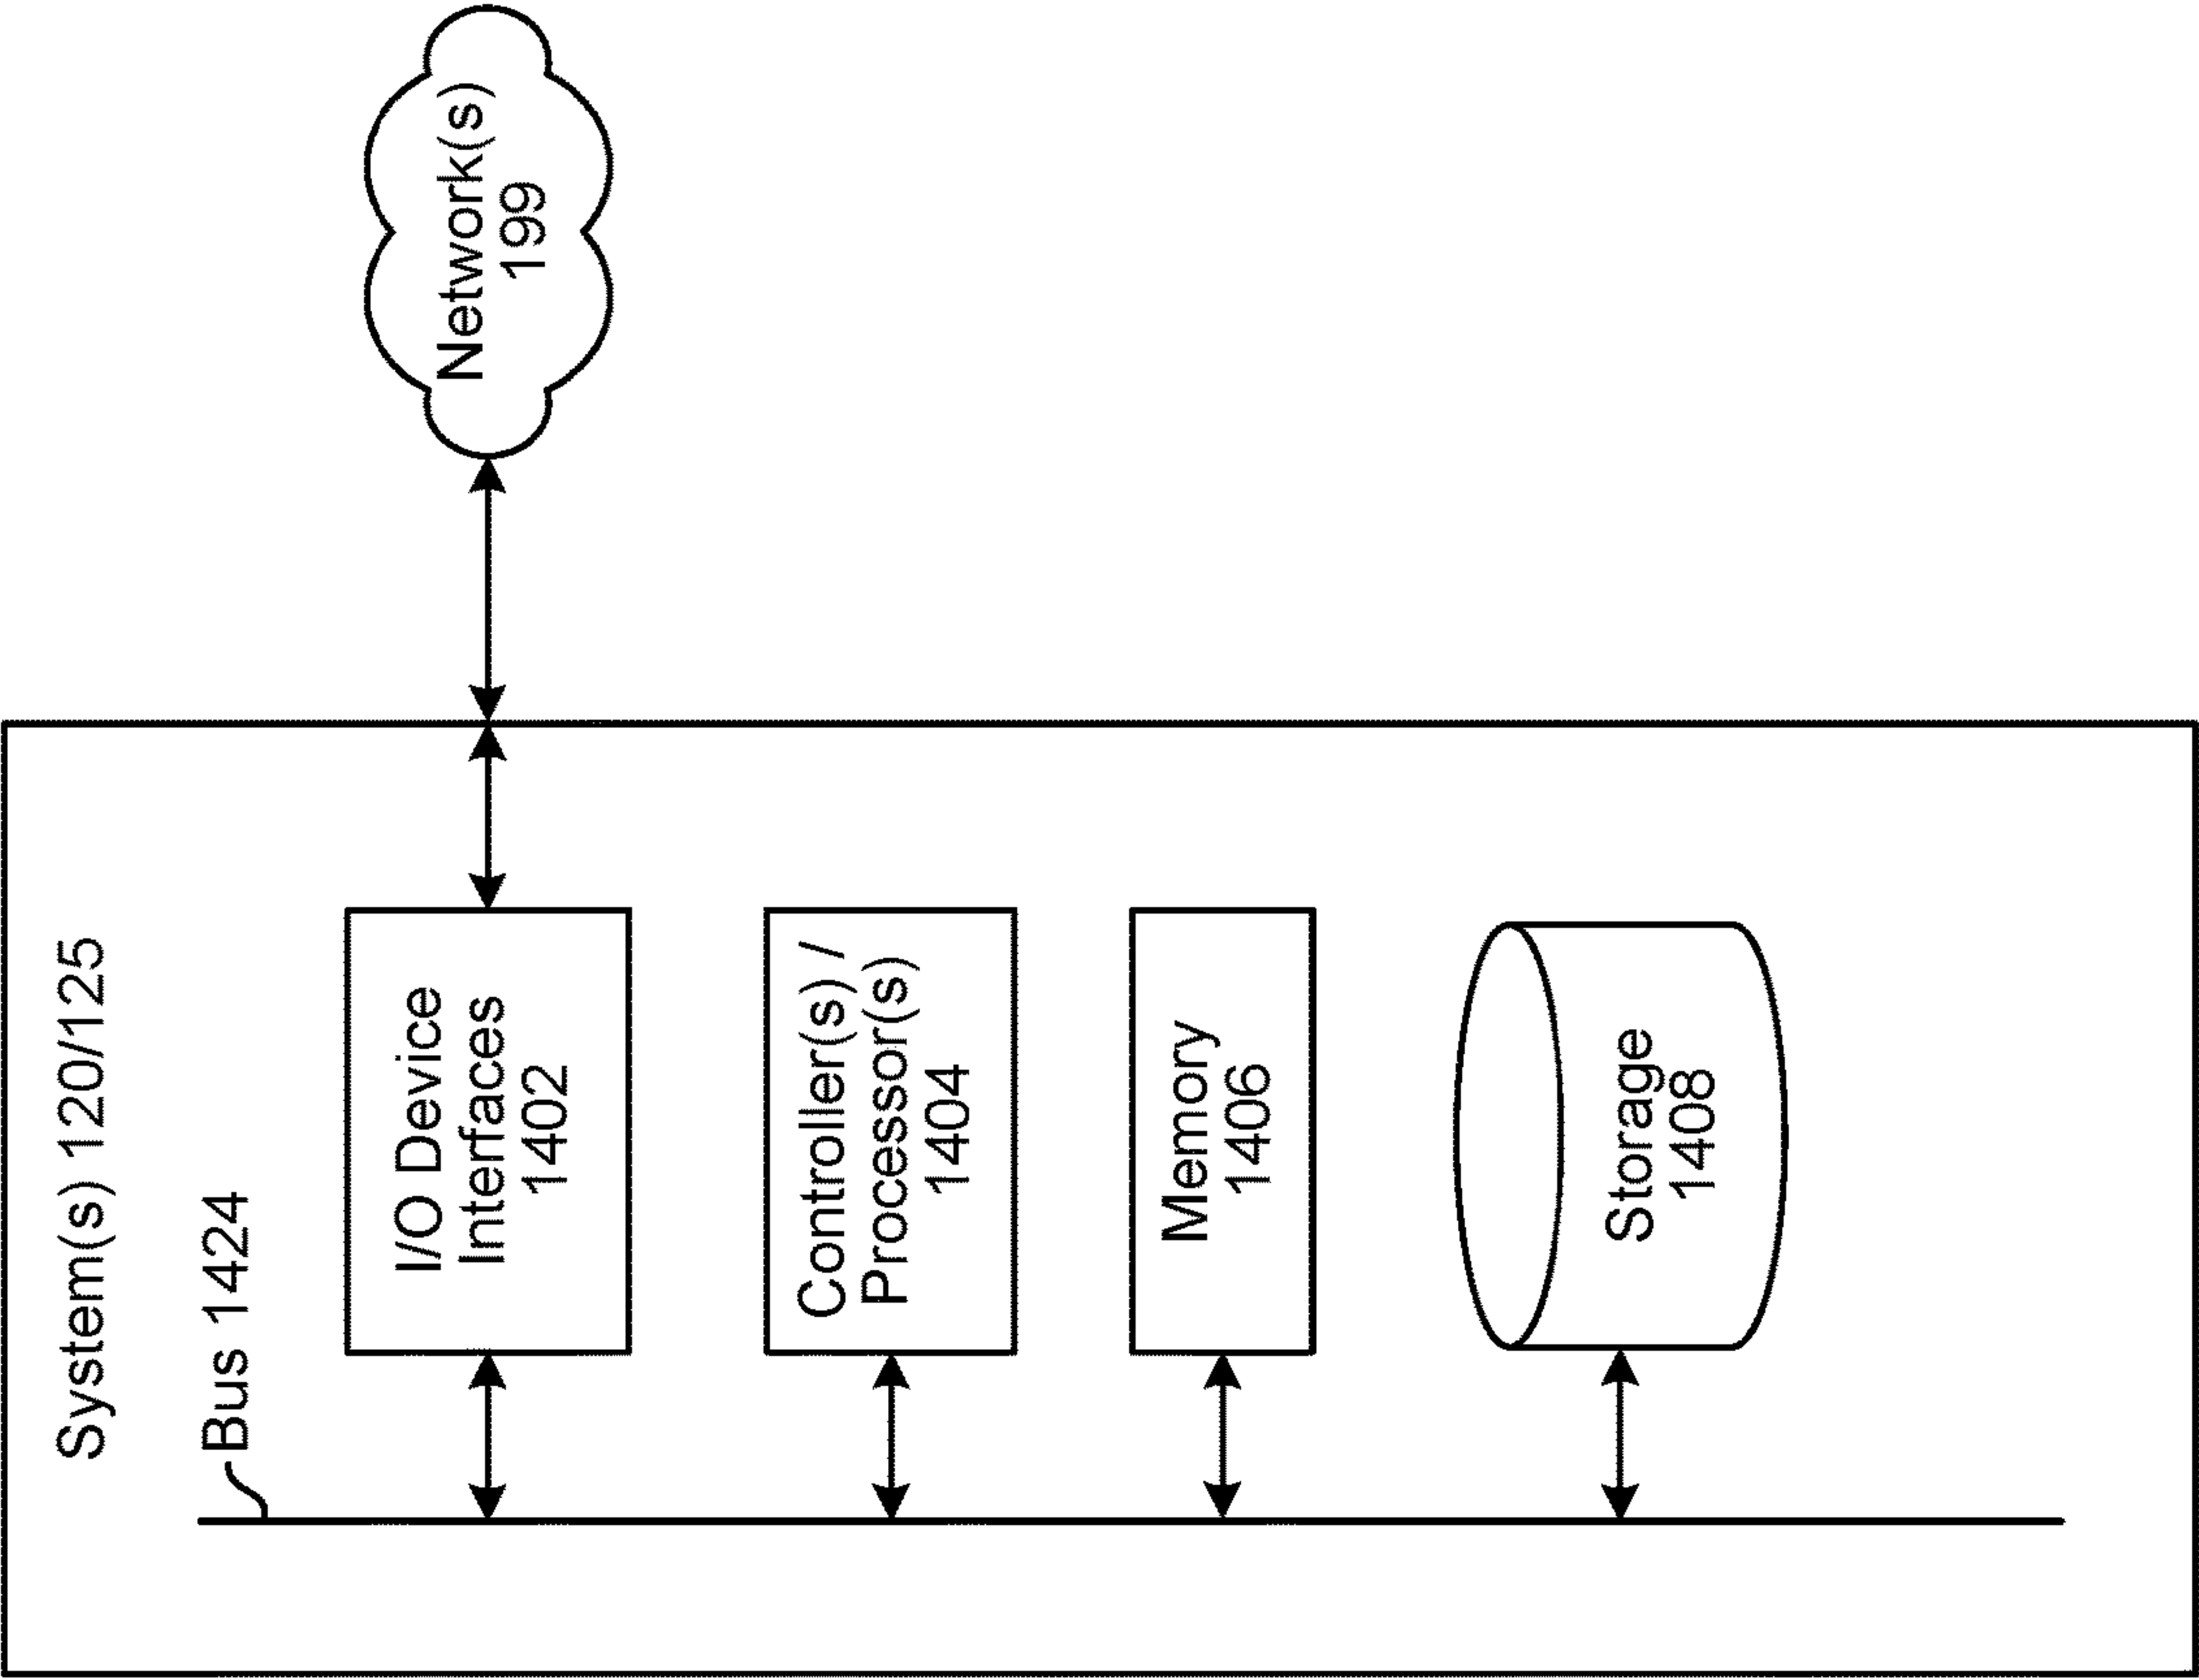 System(s) 120/125
Bus 1424
I/O Device
Interfaces
1402
Network(s)
199
Controller(s) /
Processor(s)
1404
Memory
1406
Storage
1408